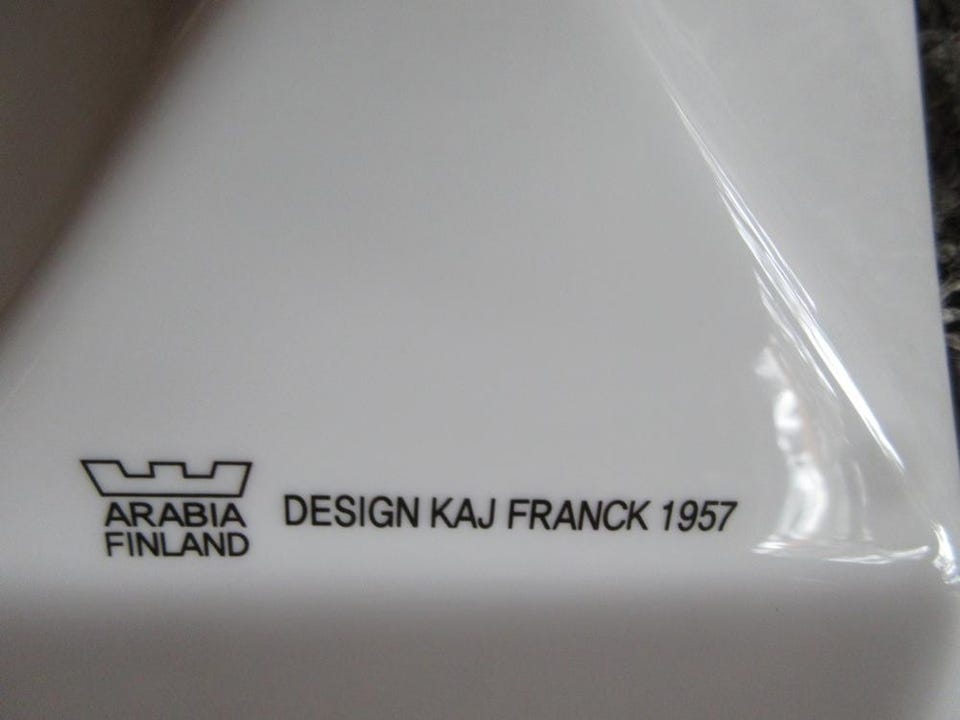 ARABIA
FINLAND
DESIGN KAJ FRANCK 1957